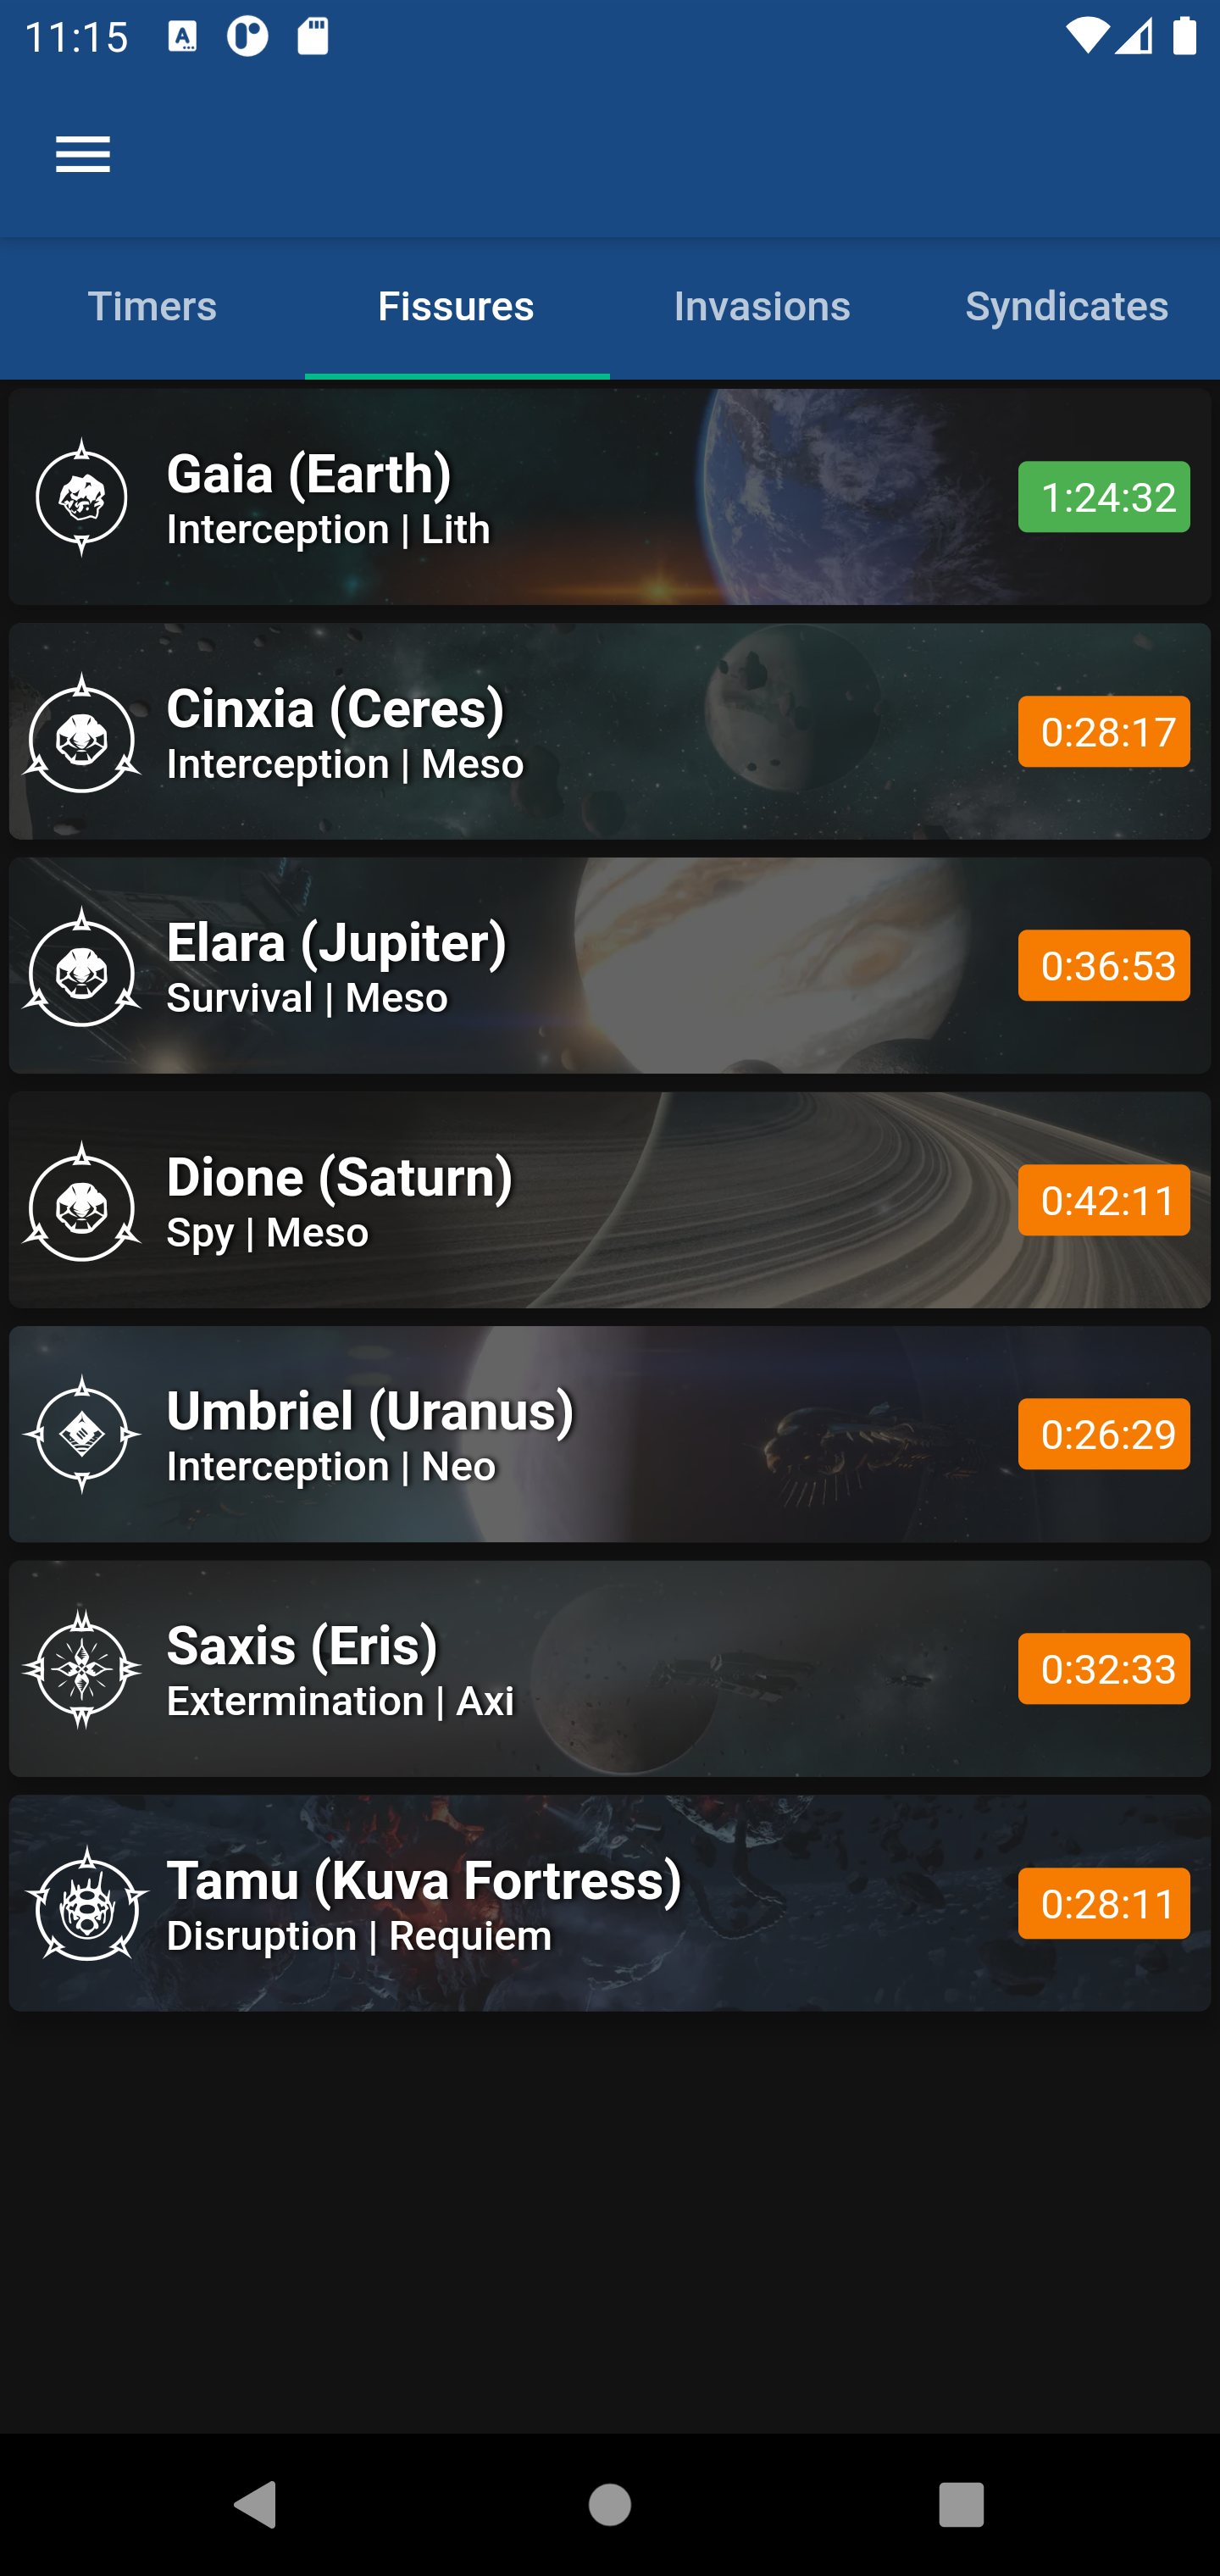 11:15
Timers Fissures Invasions Syndicates
Gaia (Earth)
Interception | Lith
1:24:32
Cinxia (Ceres)
Interception | Meso
0:28:17
Elara (Jupiter)
Survival | Meso
0:36:53
Dione (Saturn)
Spy | Meso
0:42:11
Umbriel (Uranus)
Interception | Neo
0:26:29
Saxis (Eris)
Extermination | Axi
0:32:33
Tamu (Kuva Fortress)
Disruption | Requiem
0:28:11